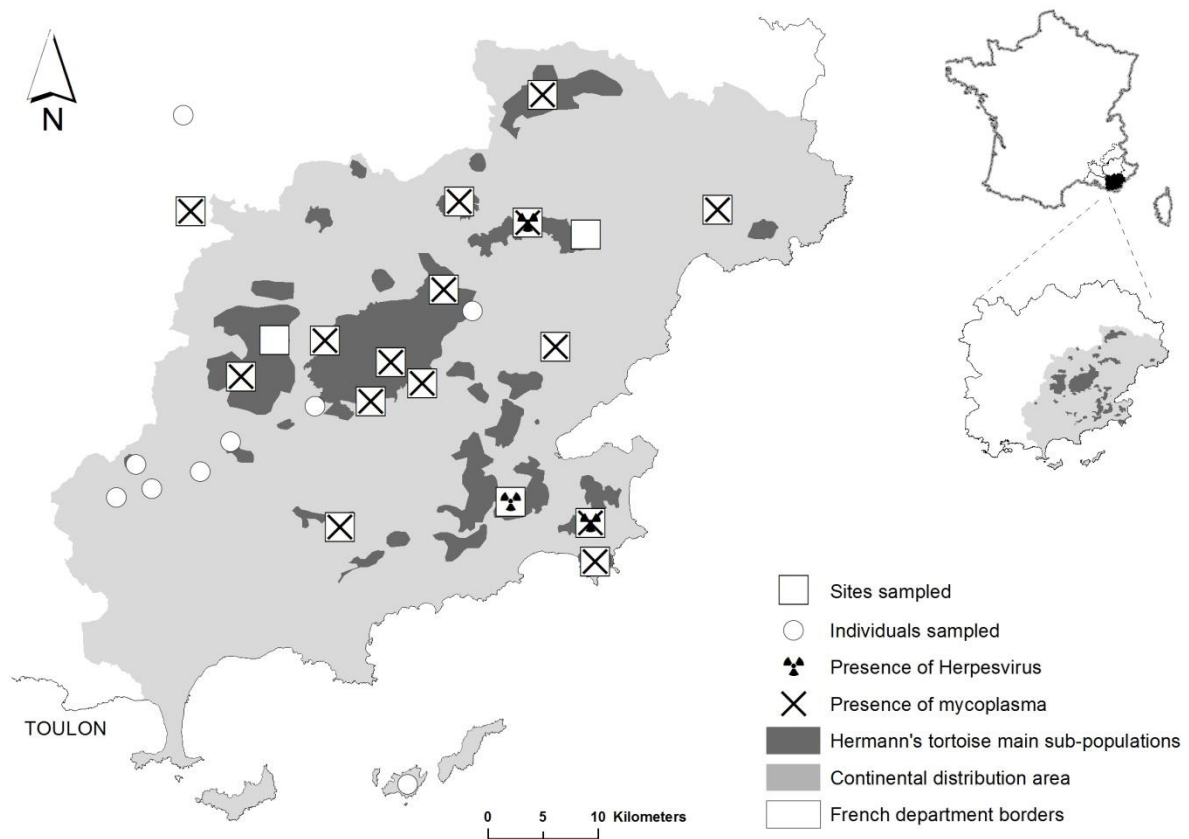 N
TOULON
0 5 10 Kilometers
Sites sampled
Individuals sampled
Presence of Herpesvirus
Presence of mycoplasma
Hermann's tortoise main sub-populations
Continental distribution area
French department borders